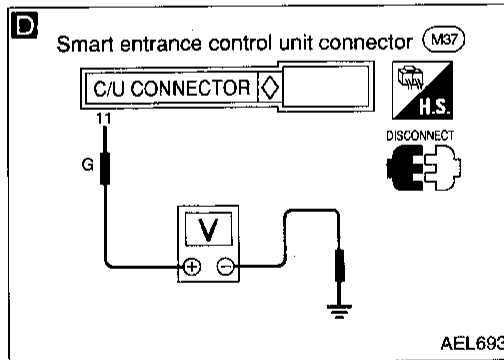 D
Smart entrance control unit connector M37
C/U CONNECTOR
H.S.
11
DISCONNECT
G
V
+ −
AEL693